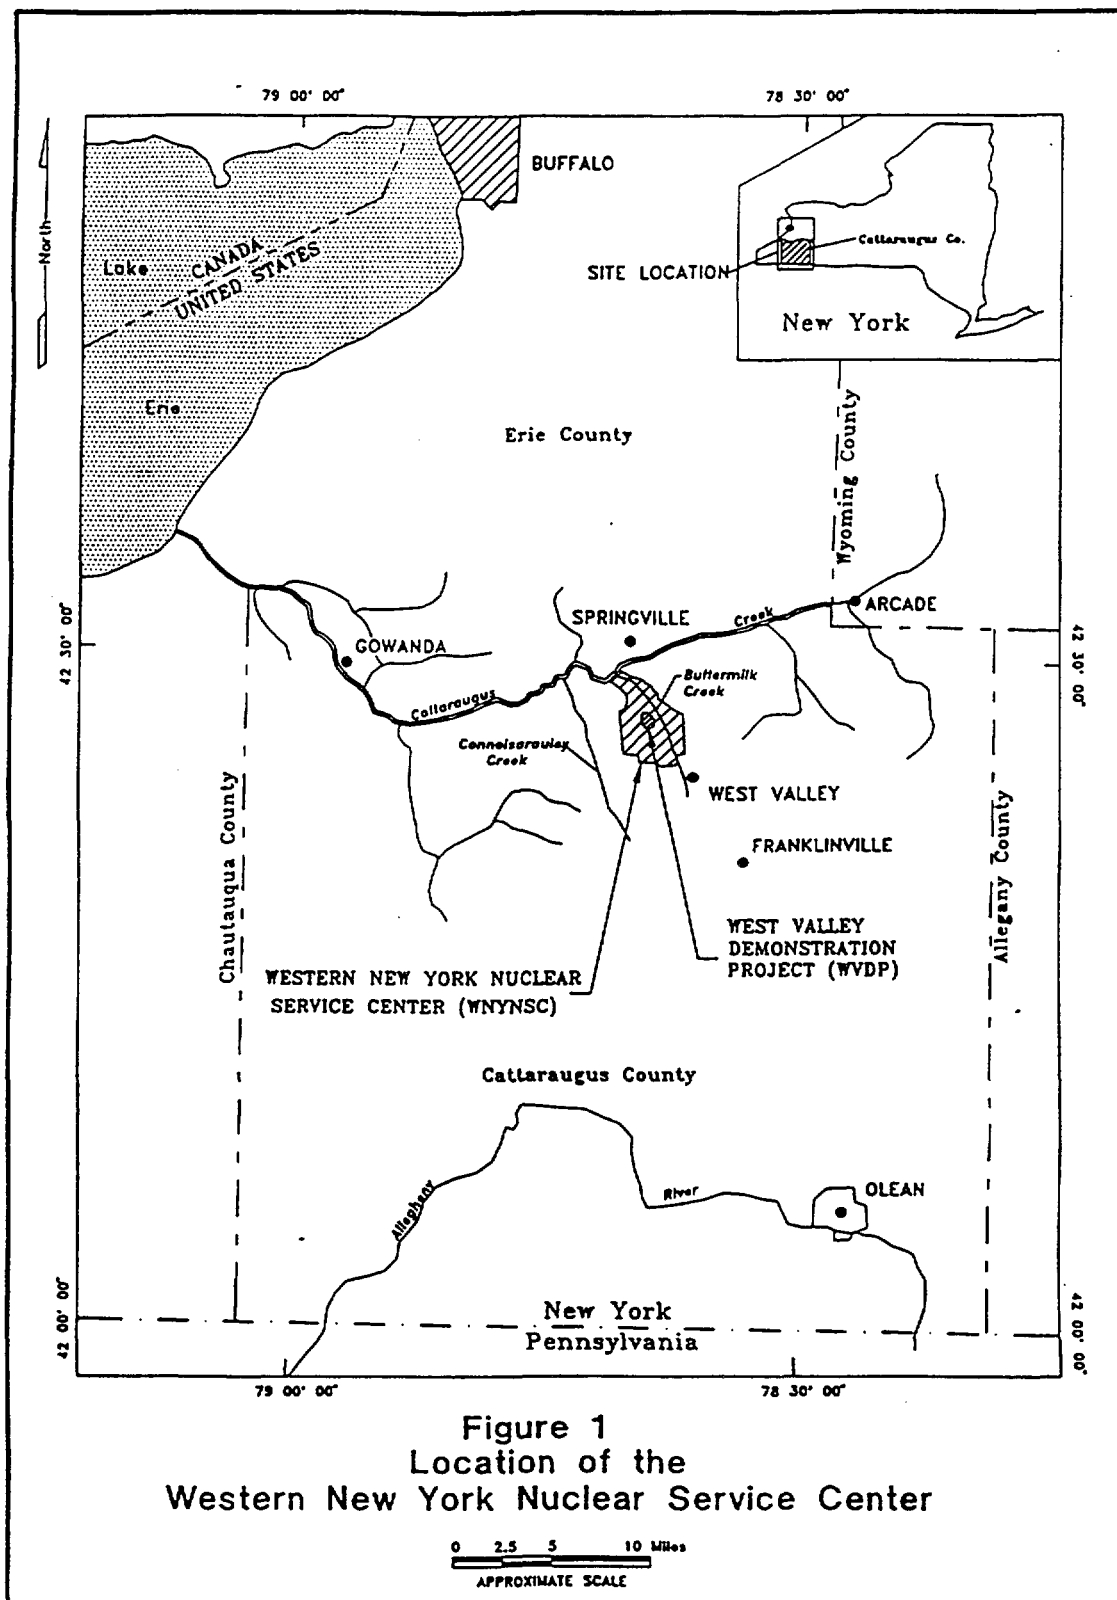 79 00' 00"
78 30' 00"
North
BUFFALO
Cattaraugus Co.
SITE LOCATION
New York
Lake
CANADA
UNITED STATES
Erie
Erie County
Wyoming County
42 30' 00"
SPRINGVILLE
Creek
ARCADE
GOWANDA
42 30' 00"
Buttermilk
Creek
Cattaraugus
Connoisarauley
Creek
WEST VALLEY
FRANKLINVILLE
Chautauqua County
Allegany County
WEST VALLEY
DEMONSTRATION
PROJECT (WVDP)
WESTERN NEW YORK NUCLEAR
SERVICE CENTER (WNYNSC)
Cattaraugus County
Allegheny
River
OLEAN
42 00' 00"
New York
Pennsylvania
42 00' 00"
79 00' 00"
78 30' 00"
Figure 1
Location of the
Western New York Nuclear Service Center
0 2.5 5 10 Miles
APPROXIMATE SCALE